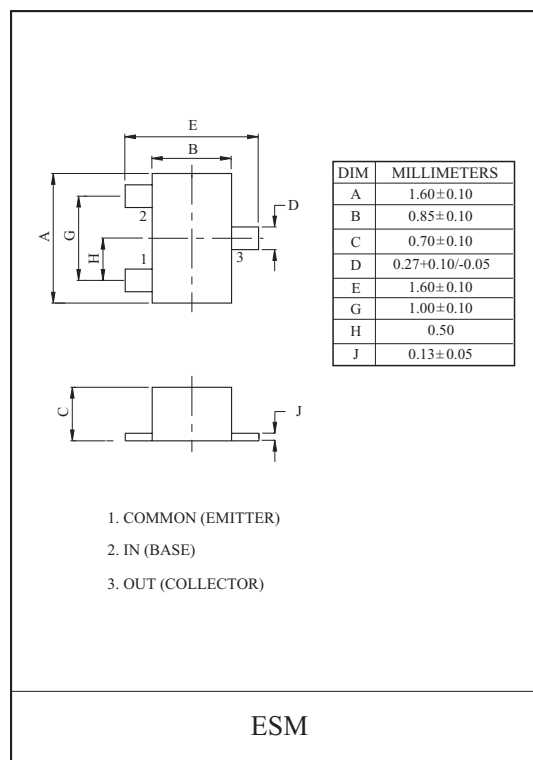 E
B
A
G
H
2
1
3
D
DIM MILLIMETERS
A 1.60±0.10
B 0.85±0.10
C 0.70±0.10
D 0.27+0.10/-0.05
E 1.60±0.10
G 1.00±0.10
H 0.50
J 0.13±0.05
C
J
1. COMMON (EMITTER)
2. IN (BASE)
3. OUT (COLLECTOR)
ESM